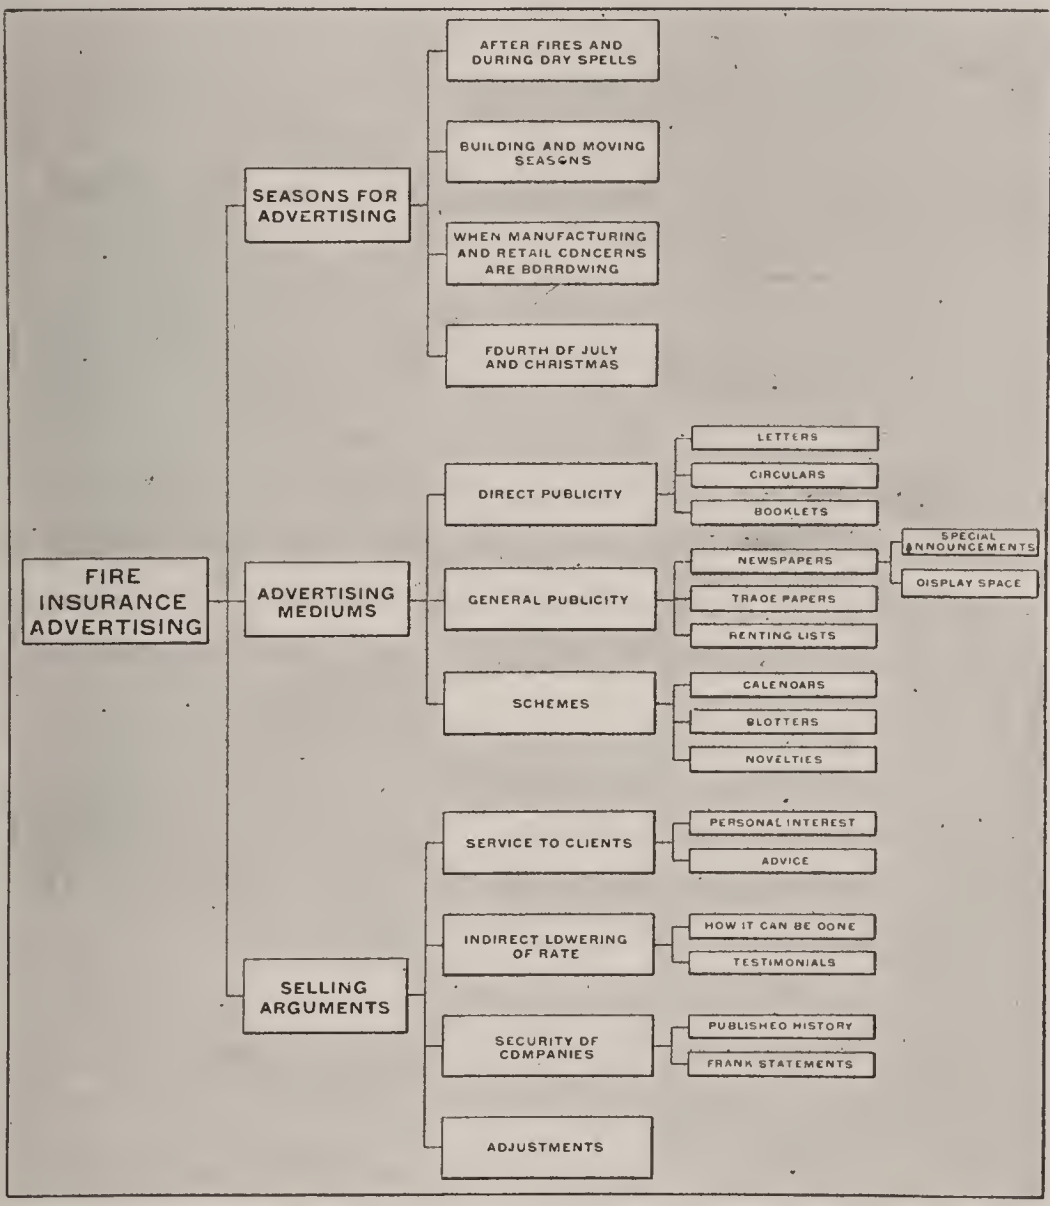 AFTER FIRES AND
DURING DRY SPELLS
BUILDING AND MOVING
SEASONS
SEASONS FOR
ADVERTISING
WHEN MANUFACTURING
AND RETAIL CONCERNS
ARE BORROWING
FOURTH OF JULY
AND CHRISTMAS
LETTERS
DIRECT PUBLICITY
CIRCULARS
BOOKLETS
SPECIAL
ANNOUNCEMENTS
NEWSPAPERS
DISPLAY SPACE
FIRE
INSURANCE
ADVERTISING
ADVERTISING
MEDIUMS
GENERAL PUBLICITY
TRADE PAPERS
RENTING LISTS
CALENDARS
SCHEMES
BLOTTERS
NOVELTIES
PERSONAL INTEREST
SERVICE TO CLIENTS
ADVICE
HOW IT CAN BE DONE
INDIRECT LOWERING
OF RATE
TESTIMONIALS
SELLING
ARGUMENTS
PUBLISHED HISTORY
SECURITY OF
COMPANIES
FRANK STATEMENTS
ADJUSTMENTS